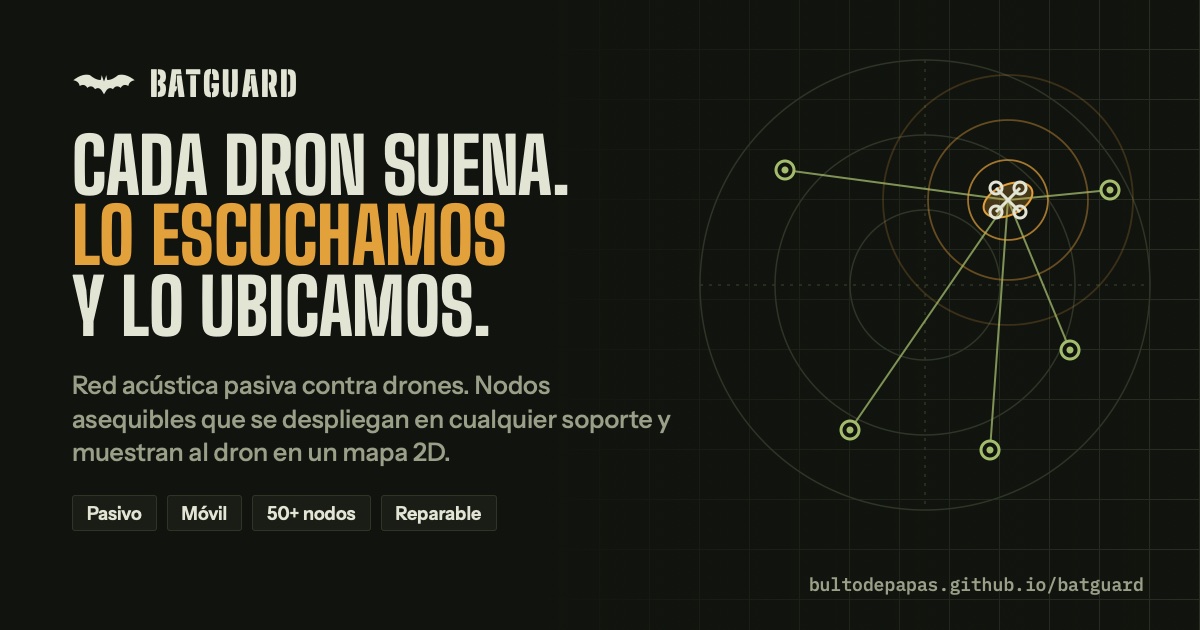 BATGUARD
CADA DRON SUENA.
LO ESCUCHAMOS
Y LO UBICAMOS.
Red acústica pasiva contra drones. Nodos
asequibles que se despliegan en cualquier soporte y
muestran al dron en un mapa 2D.
Pasivo
Móvil
50+ nodos
Reparable
bultodepapas.github.io/batguard